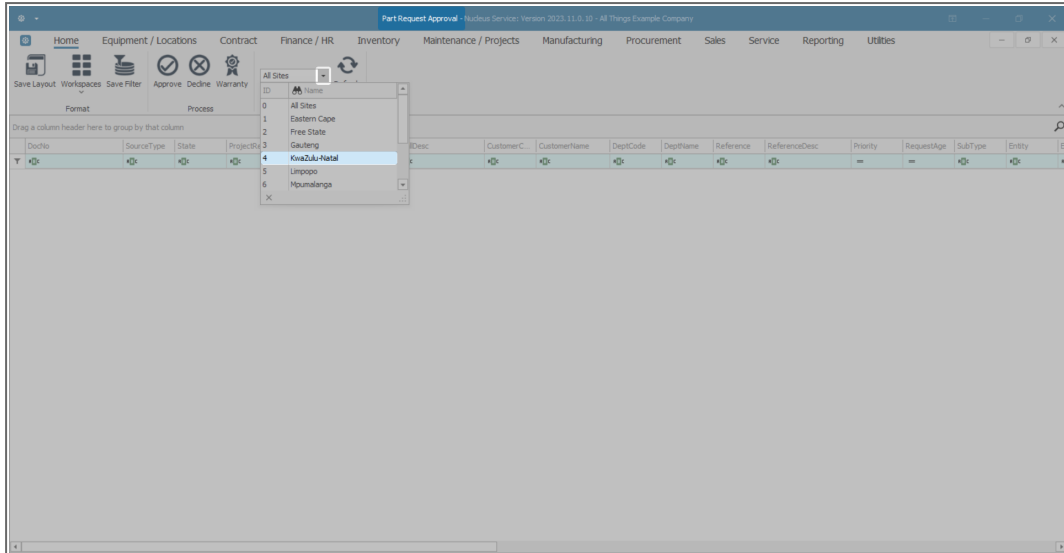 Part Request Approval - Nucleus Service: Version 2023.11.0.10 - All Things Example Company
Home Equipment / Locations Contract Finance / HR Inventory Maintenance / Projects Manufacturing Procurement Sales Service Reporting Utilities
Save Layout Workspaces Save Filter Approve Decline Warranty All Sites
Format Process
ID Name
0 All Sites
1 Eastern Cape
2 Free State
3 Gauteng
4 KwaZulu-Natal
5 Limpopo
6 Mpumalanga
Drag a column header here to group by that column
DocNo SourceType State ProjectRe CustomerC... CustomerName DeptCode DeptName Reference ReferenceDesc Priority RequestAge SubType Entity